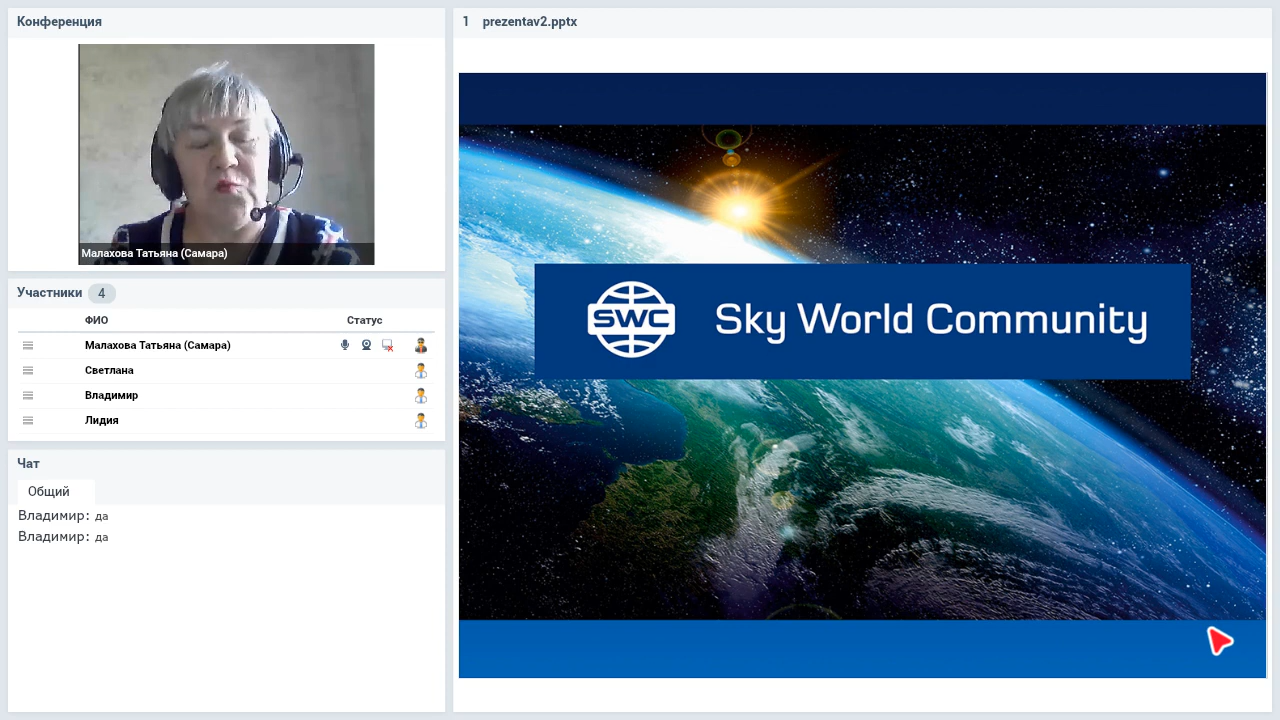 Конференция
Малахова Татьяна (Самара)
Участники 4
ФИО Статус
Малахова Татьяна (Самара)
Светлана
Владимир
Лидия
Чат
Общий
Владимир: да
Владимир: да
1 prezentav2.pptx
SWC Sky World Community